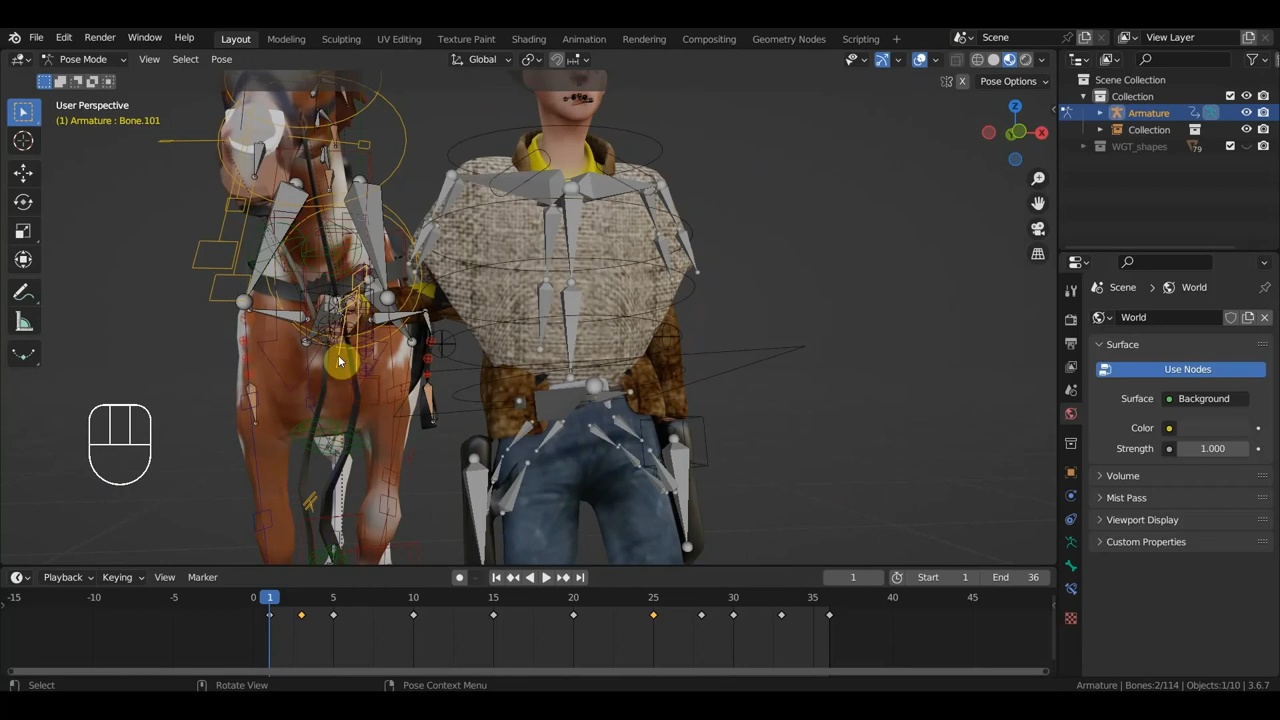 File Edit Render Window Help Layout Modeling Sculpting UV Editing Texture Paint Shading Animation Rendering Compositing Geometry Nodes Scripting + Scene View Layer
Pose Mode View Select Pose Global
Pose Options
X
User Perspective
(1) Armature : Bone.101
Z
X
Scene Collection
Collection
Armature
Collection
WGT_shapes
79
Scene World
World
Surface
Use Nodes
Surface Background
Color
Strength 1.000
Volume
Mist Pass
Viewport Display
Custom Properties
Playback Keying View Marker 1 Start 1 End 36
-15 -10 -5 0 1 5 10 15 20 25 30 35 40 45
Select Rotate View Pose Context Menu Armature | Bones:2/114 | Objects:1/10 | 3.6.7